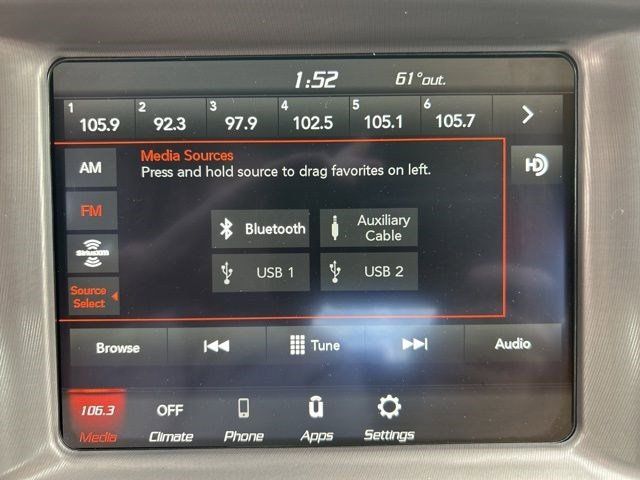 1:52 61°out.
1 2 3 4 5 6
105.9 92.3 97.9 102.5 105.1 105.7
Media Sources
Press and hold source to drag favorites on left.
AM
FM
SiriusXM
Source
Select
HD
Bluetooth
Auxiliary
Cable
USB 1 USB 2
Browse Tune Audio
106.3 OFF û
Media Climate Phone Apps Settings